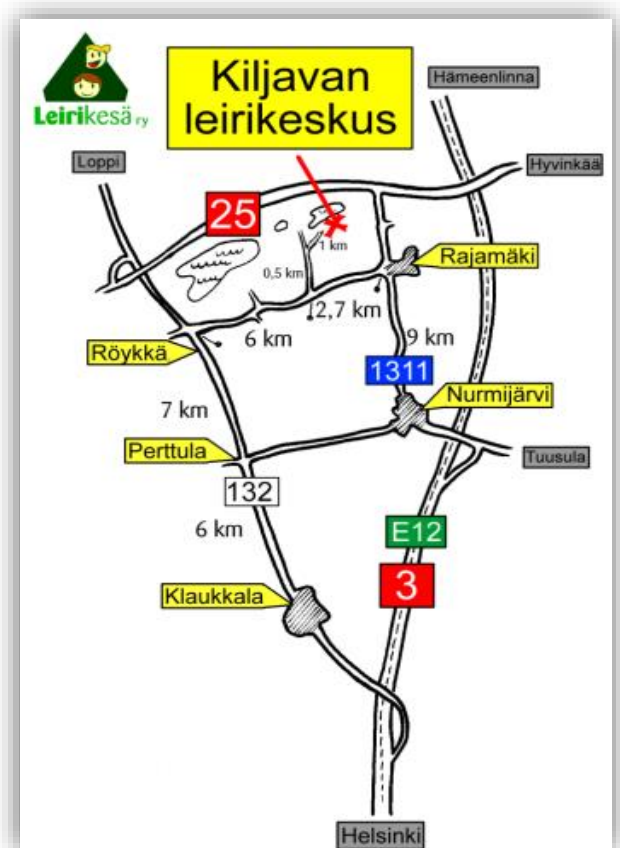 Leirikesä ry
Kiljavan
leirikeskus
Hämeenlinna
Loppi
Hyvinkää
25
1 km
Rajamäki
0,5 km
2,7 km
6 km
9 km
Röykkä
1311
7 km
Nurmijärvi
Perttula
Tuusula
132
6 km
E12
3
Klaukkala
Helsinki